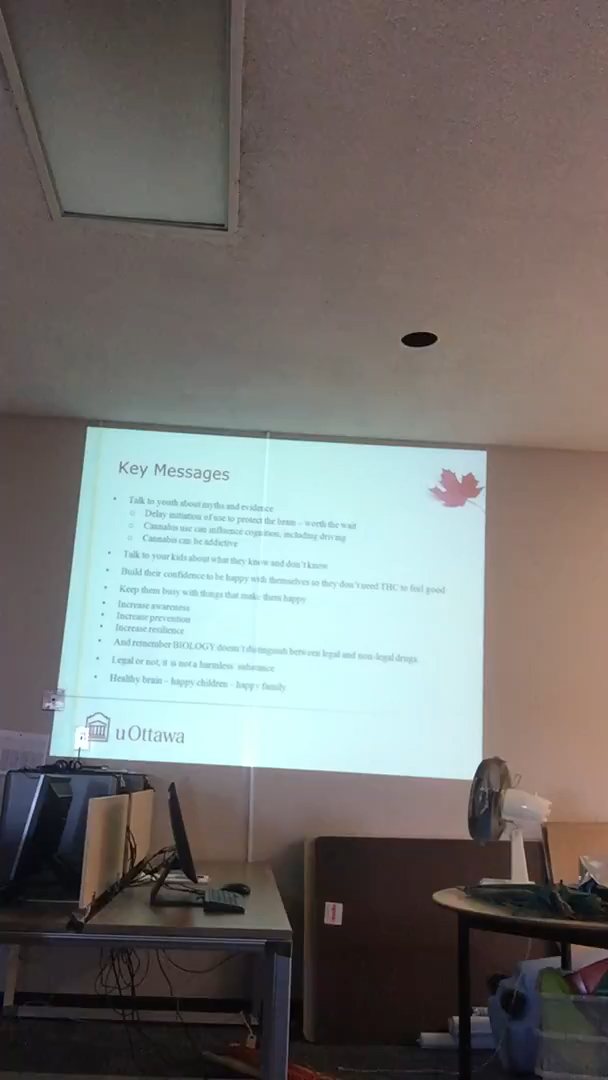 Key Messages
• Talk to youth about myths and evidence
o Delay initiation of use to protect the brain – worth the wait
o Cannabis use can influence cognition, including driving
o Cannabis can be addictive
• Talk to your kids about what they know and don't know
• Build their confidence to be happy with themselves so they don't need THC to feel good
• Keep them busy with things that make them happy
• Increase awareness
• Increase prevention
• Increase resilience
• And remember BIOLOGY doesn't distinguish between legal and non-legal drugs
• Legal or not, it is not a harmless substance
• Healthy brain – happy children – happy family
uOttawa